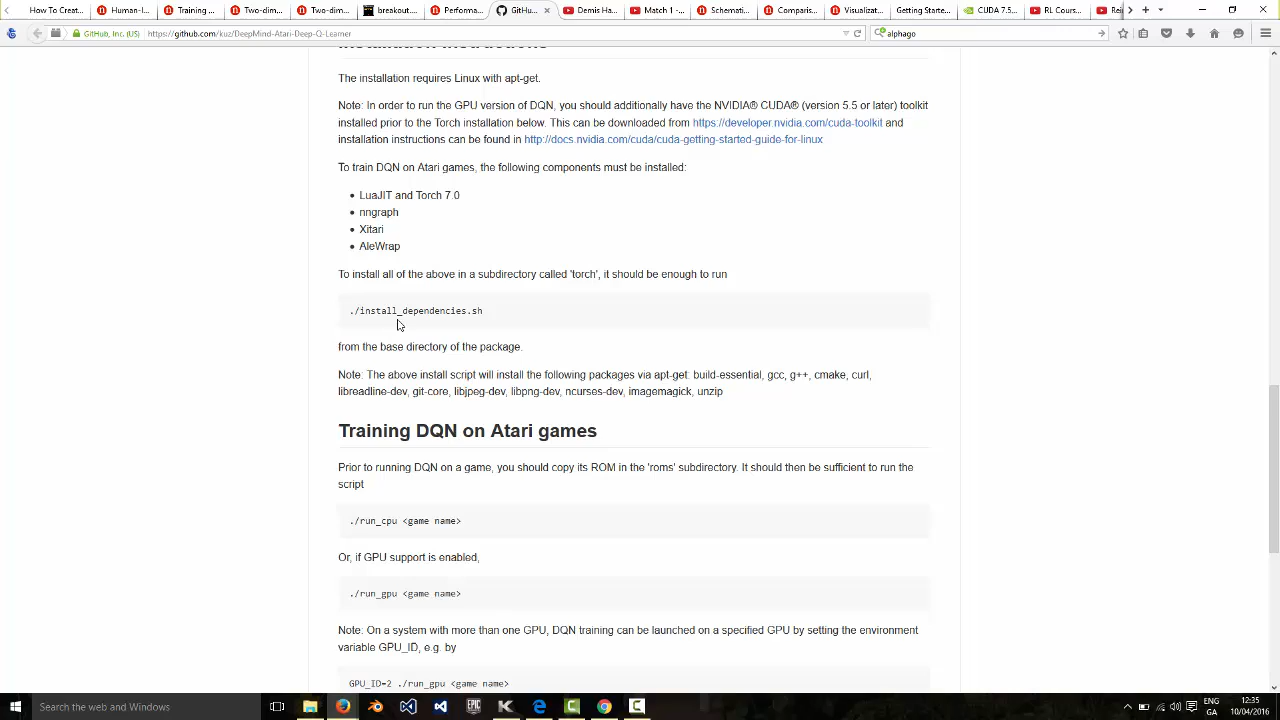 How To Creat...
Human-l...
Training ...
Two-dim...
Two-dim...
breakout...
Performa...
GitHu...
Demis Ha...
Match 1 -...
Schemati...
Comparis...
Visualizat...
Getting Starte...
CUDA 7.5...
RL Cours...
GitHub, Inc. (US)
https://github.com/kuz/DeepMind-Atari-Deep-Q-Learner
alphago
Installation instructions
The installation requires Linux with apt-get.
Note: In order to run the GPU version of DQN, you should additionally have the NVIDIA® CUDA® (version 5.5 or later) toolkit
installed prior to the Torch installation below. This can be downloaded from https://developer.nvidia.com/cuda-toolkit and
installation instructions can be found in http://docs.nvidia.com/cuda/cuda-getting-started-guide-for-linux
To train DQN on Atari games, the following components must be installed:
• LuaJIT and Torch 7.0
• nngraph
• Xitari
• AleWrap
To install all of the above in a subdirectory called 'torch', it should be enough to run
./install_dependencies.sh
from the base directory of the package.
Note: The above install script will install the following packages via apt-get: build-essential, gcc, g++, cmake, curl,
libreadline-dev, git-core, libjpeg-dev, libpng-dev, ncurses-dev, imagemagick, unzip
Training DQN on Atari games
Prior to running DQN on a game, you should copy its ROM in the 'roms' subdirectory. It should then be sufficient to run the
script
./run_cpu <game name>
Or, if GPU support is enabled,
./run_gpu <game name>
Note: On a system with more than one GPU, DQN training can be launched on a specified GPU by setting the environment
variable GPU_ID, e.g. by
GPU_ID=2 ./run_gpu <game name>
Search the web and Windows
ENG
GA
12:35
10/04/2016